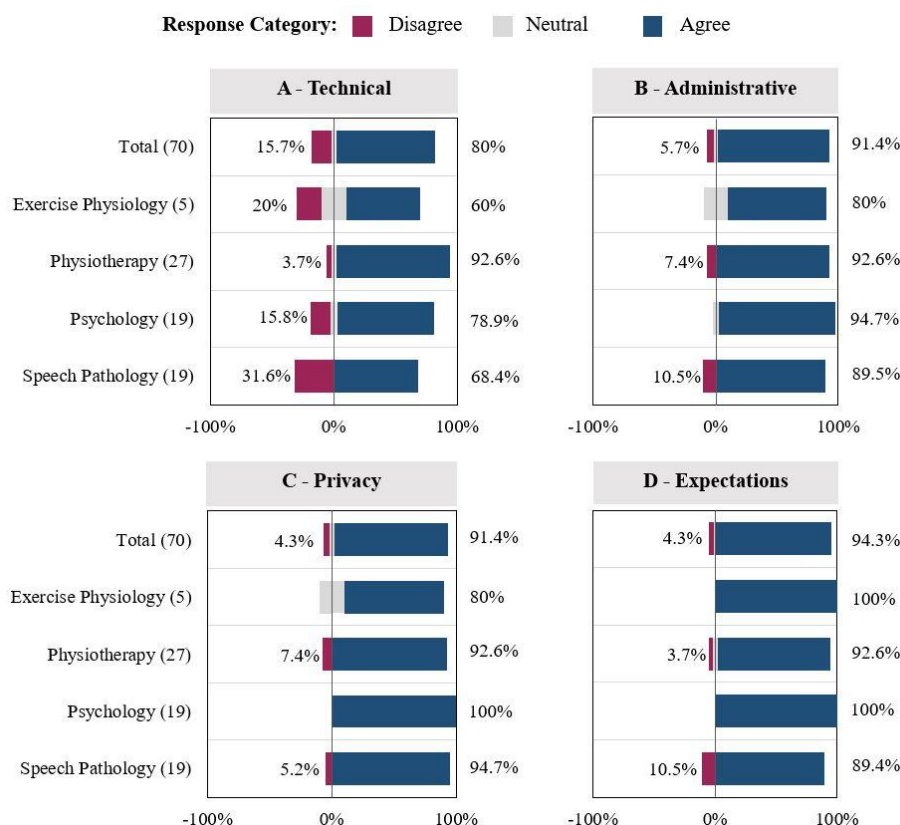 Response Category: Disagree Neutral Agree
A - Technical
Total (70) 15.7% 80%
Exercise Physiology (5) 20% 60%
Physiotherapy (27) 3.7% 92.6%
Psychology (19) 15.8% 78.9%
Speech Pathology (19) 31.6% 68.4%
-100% 0% 100%
B - Administrative
5.7% 91.4%
80%
7.4% 92.6%
94.7%
10.5% 89.5%
-100% 0% 100%
C - Privacy
Total (70) 4.3% 91.4%
Exercise Physiology (5) 80%
Physiotherapy (27) 7.4% 92.6%
Psychology (19) 100%
Speech Pathology (19) 5.2% 94.7%
-100% 0% 100%
D - Expectations
4.3% 94.3%
100%
3.7% 92.6%
100%
10.5% 89.4%
-100% 0% 100%